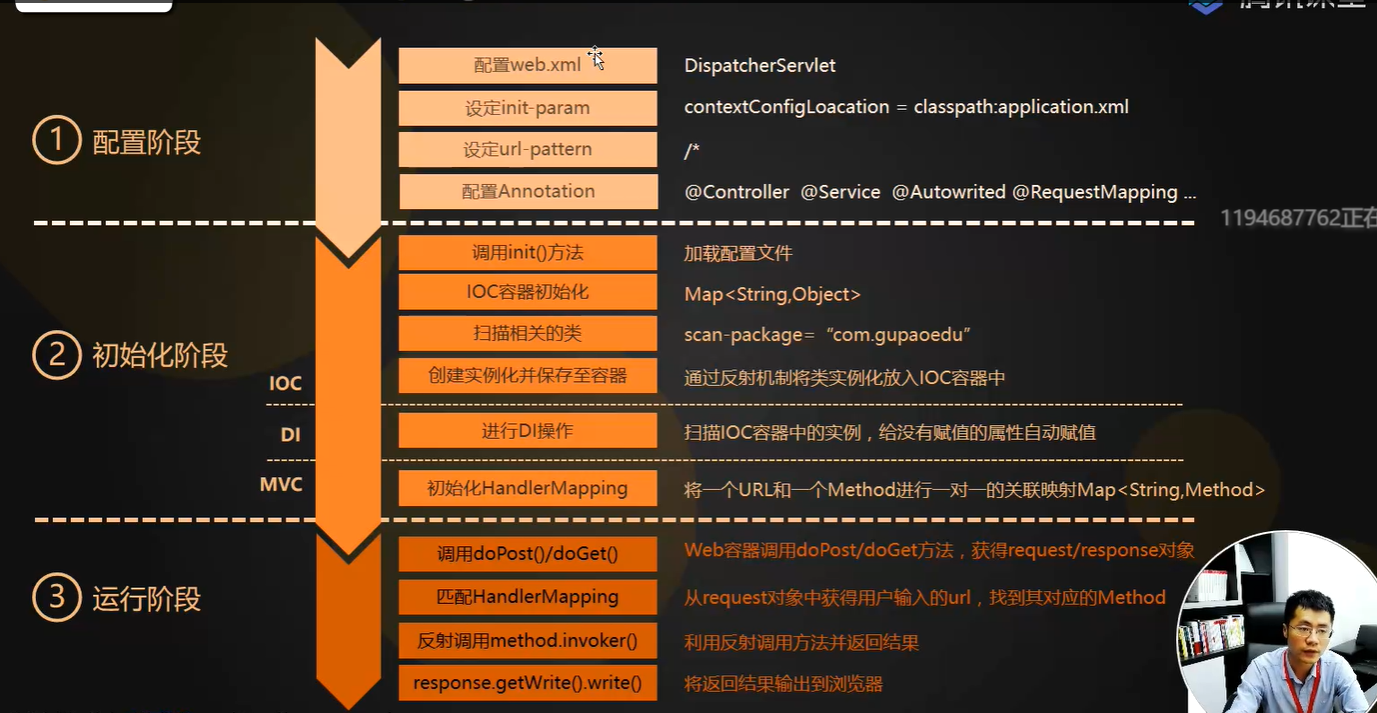 腾讯课堂
配置web.xml DispatcherServlet
设定init-param contextConfigLoacation = classpath:application.xml
① 配置阶段
设定url-pattern /*
配置Annotation @Controller @Service @Autowrited @RequestMapping ...
1194687762正在
调用init()方法 加载配置文件
IOC容器初始化 Map<String,Object>
扫描相关的类 scan-package= “com.gupaoedu”
② 初始化阶段
创建实例化并保存至容器 通过反射机制将类实例化放入IOC容器中
IOC
DI 进行DI操作 扫描IOC容器中的实例，给没有赋值的属性自动赋值
MVC 初始化HandlerMapping 将一个URL和一个Method进行一对一的关联映射Map<String,Method>
调用doPost()/doGet() Web容器调用doPost/doGet方法，获得request/response对象
③ 运行阶段
匹配HandlerMapping 从request对象中获得用户输入的url，找到其对应的Method
反射调用method.invoker() 利用反射调用方法并返回结果
response.getWrite().write() 将返回结果输出到浏览器